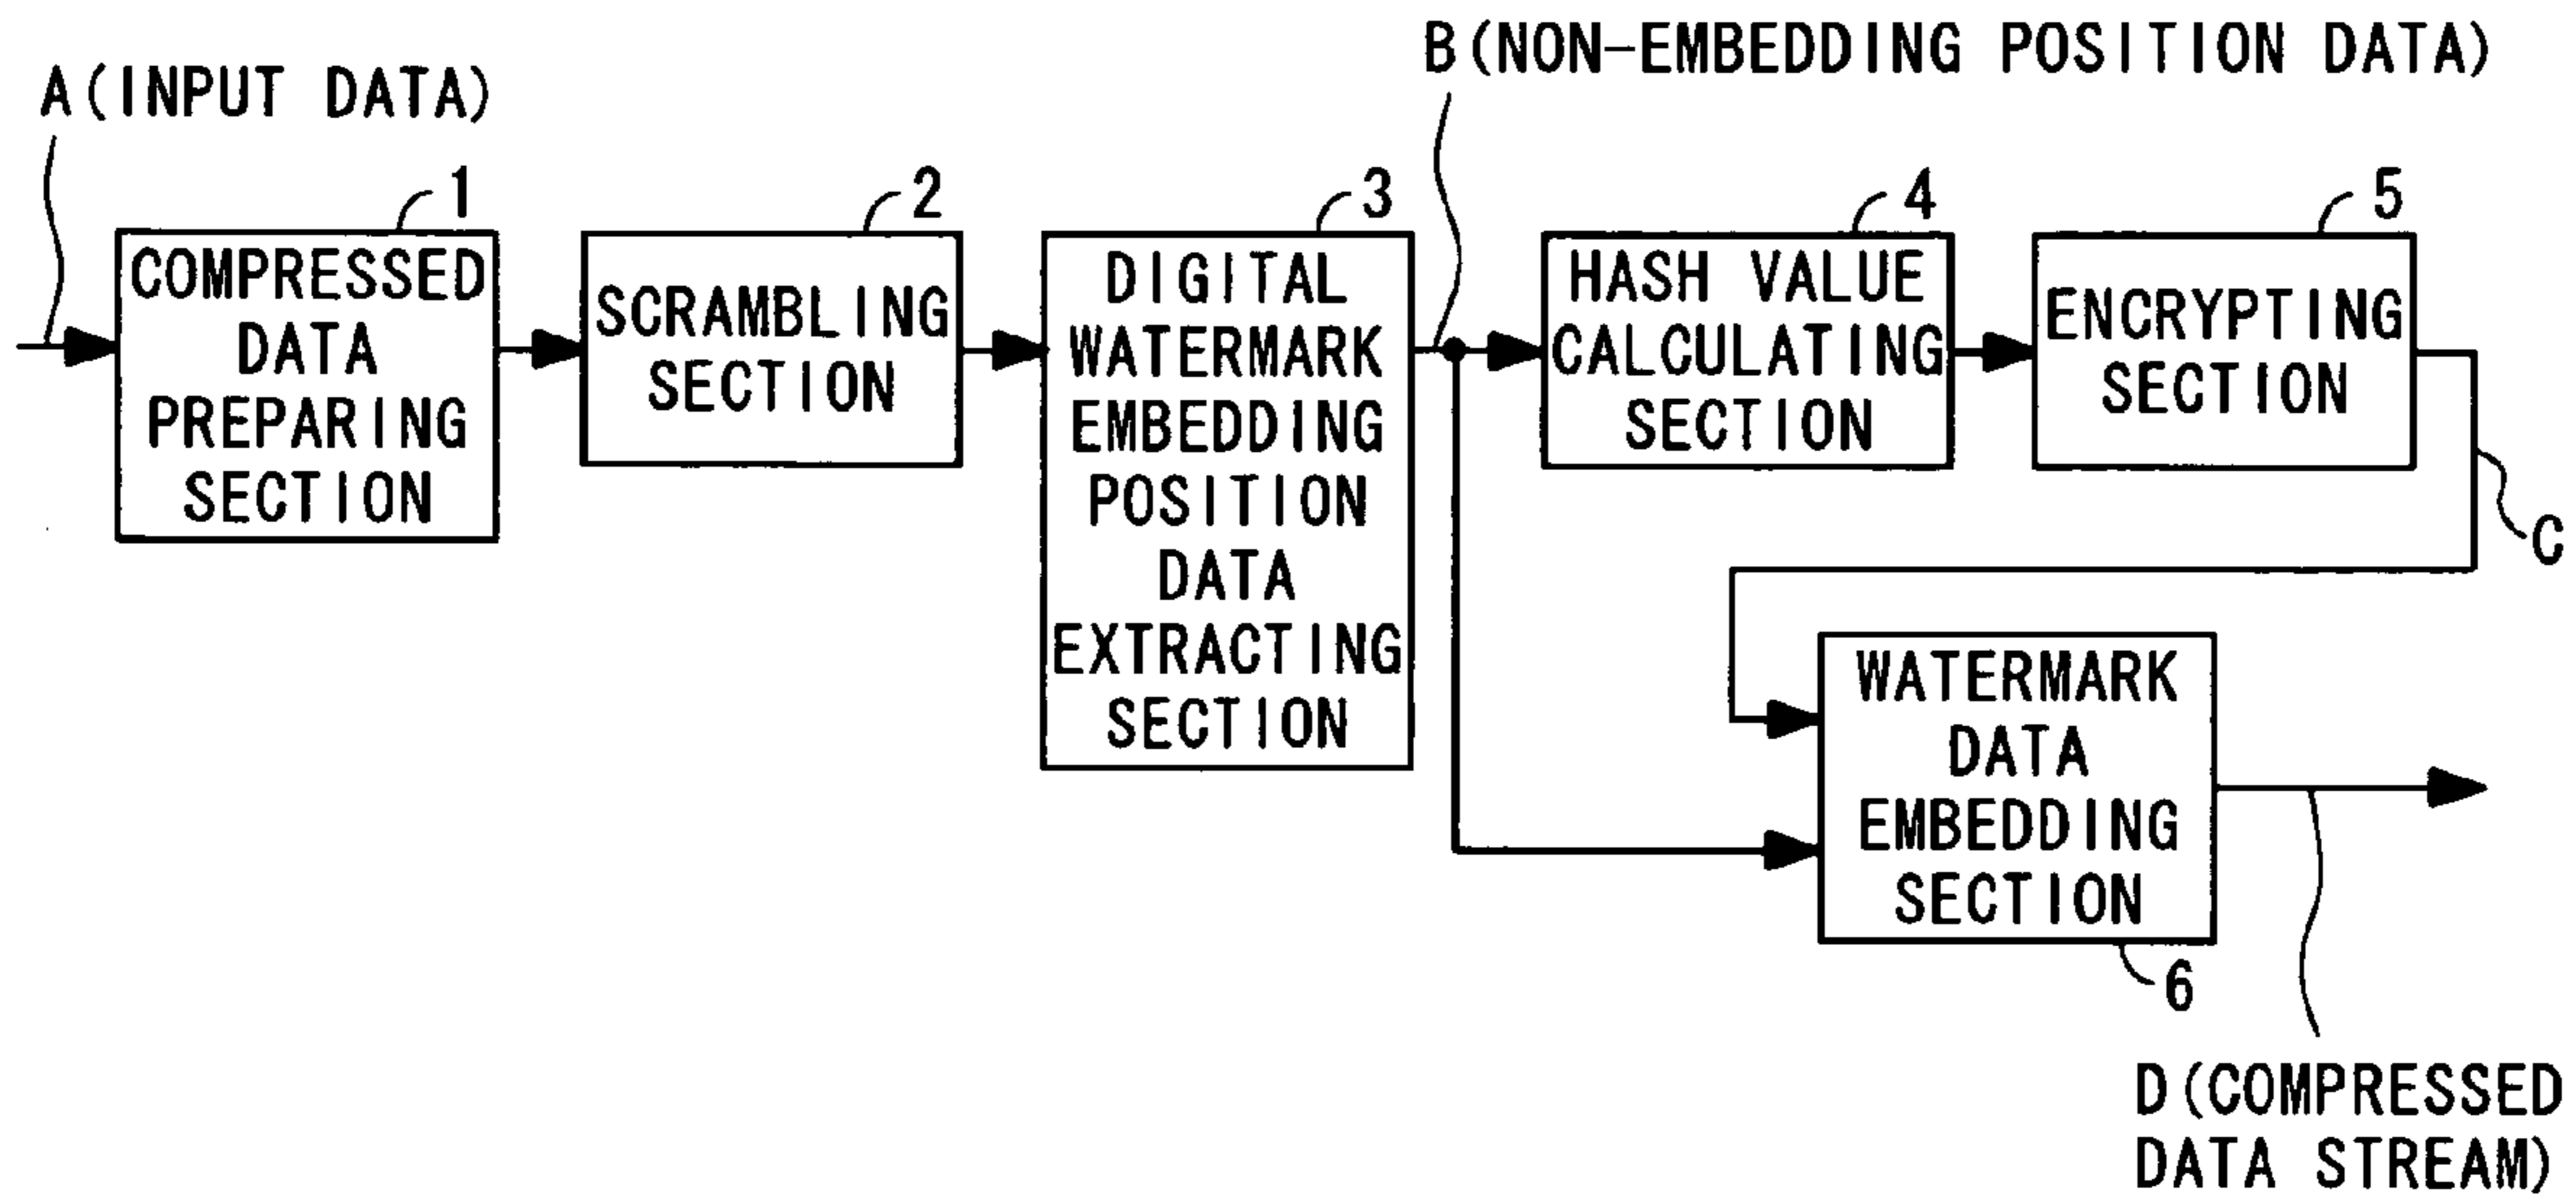 B(NON-EMBEDDING POSITION DATA)
A(INPUT DATA)
1
2
3
4
5
COMPRESSED
DATA
PREPARING
SECTION
SCRAMBLING
SECTION
DIGITAL
WATERMARK
EMBEDDING
POSITION
DATA
EXTRACTING
SECTION
HASH VALUE
CALCULATING
SECTION
ENCRYPTING
SECTION
C
WATERMARK
DATA
EMBEDDING
SECTION
6
D(COMPRESSED
DATA STREAM)